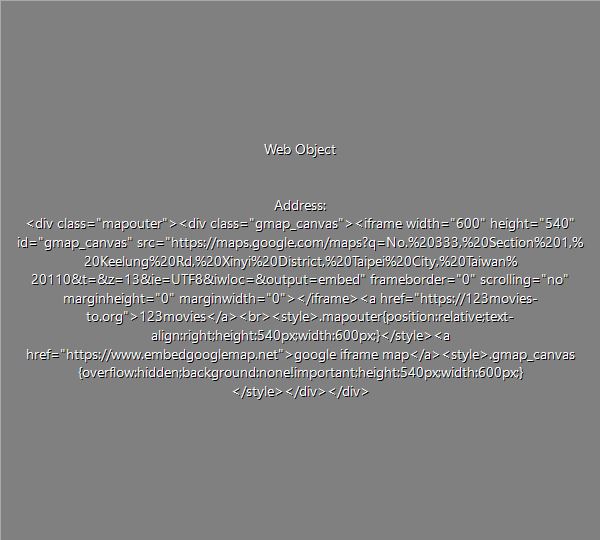 Web Object
Address:
<div class="mapouter"><div class="gmap_canvas"><iframe width="600" height="540"
id="gmap_canvas" src="https://maps.google.com/maps?q=No.%20333,%20Section%201,%
20Keelung%20Rd,%20Xinyi%20District,%20Taipei%20City,%20Taiwan%
20110&t=&z=13&ie=UTF8&iwloc=&output=embed" frameborder="0" scrolling="no"
marginheight="0" marginwidth="0"></iframe><a href="https://123movies-
to.org">123movies</a><br><style>.mapouter{position:relative;text-
align:right;height:540px;width:600px;}</style><a
href="https://www.embedgooglemap.net">google iframe map</a><style>.gmap_canvas
{overflow:hidden;background:none!important;height:540px;width:600px;}
</style></div></div>